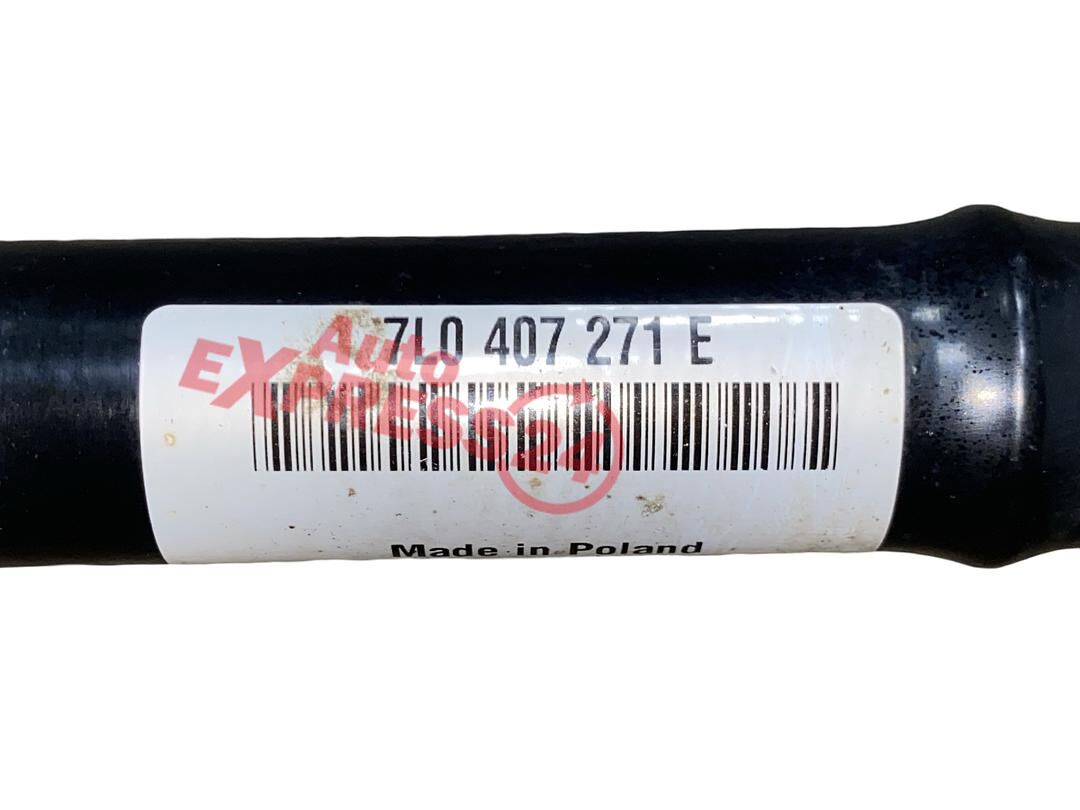 7L0 407 271 E
Auto
EXPRESS24
Made in Poland